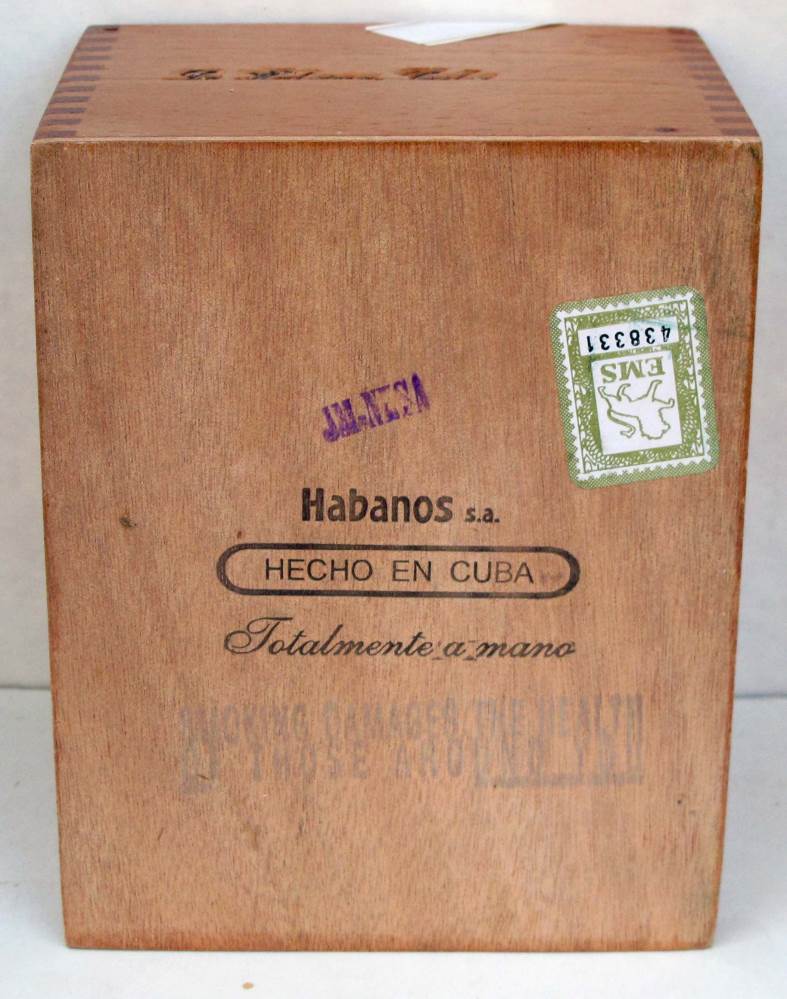 438331
EMS
Habanos s.a.
HECHO EN CUBA
Totalmente a mano
SMOKING DAMAGES THE HEALTH
OF THOSE AROUND YOU